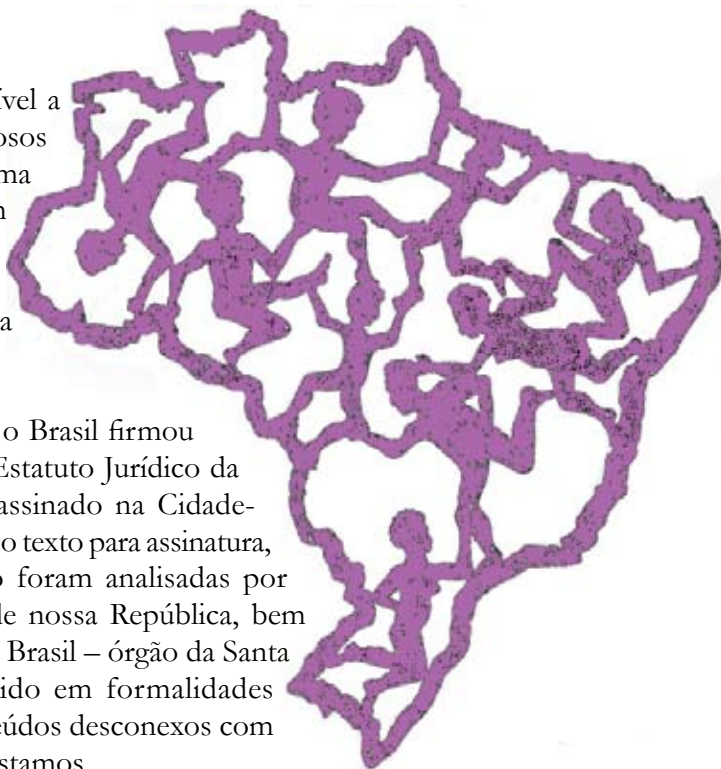 ível a
osos
ma
n
a
o Brasil firmou
Estatuto Jurídico da
assinado na Cidade-
o texto para assinatura,
o foram analisadas por
de nossa República, bem
Brasil – órgão da Santa
ido em formalidades
eúdos desconexos com
stamos